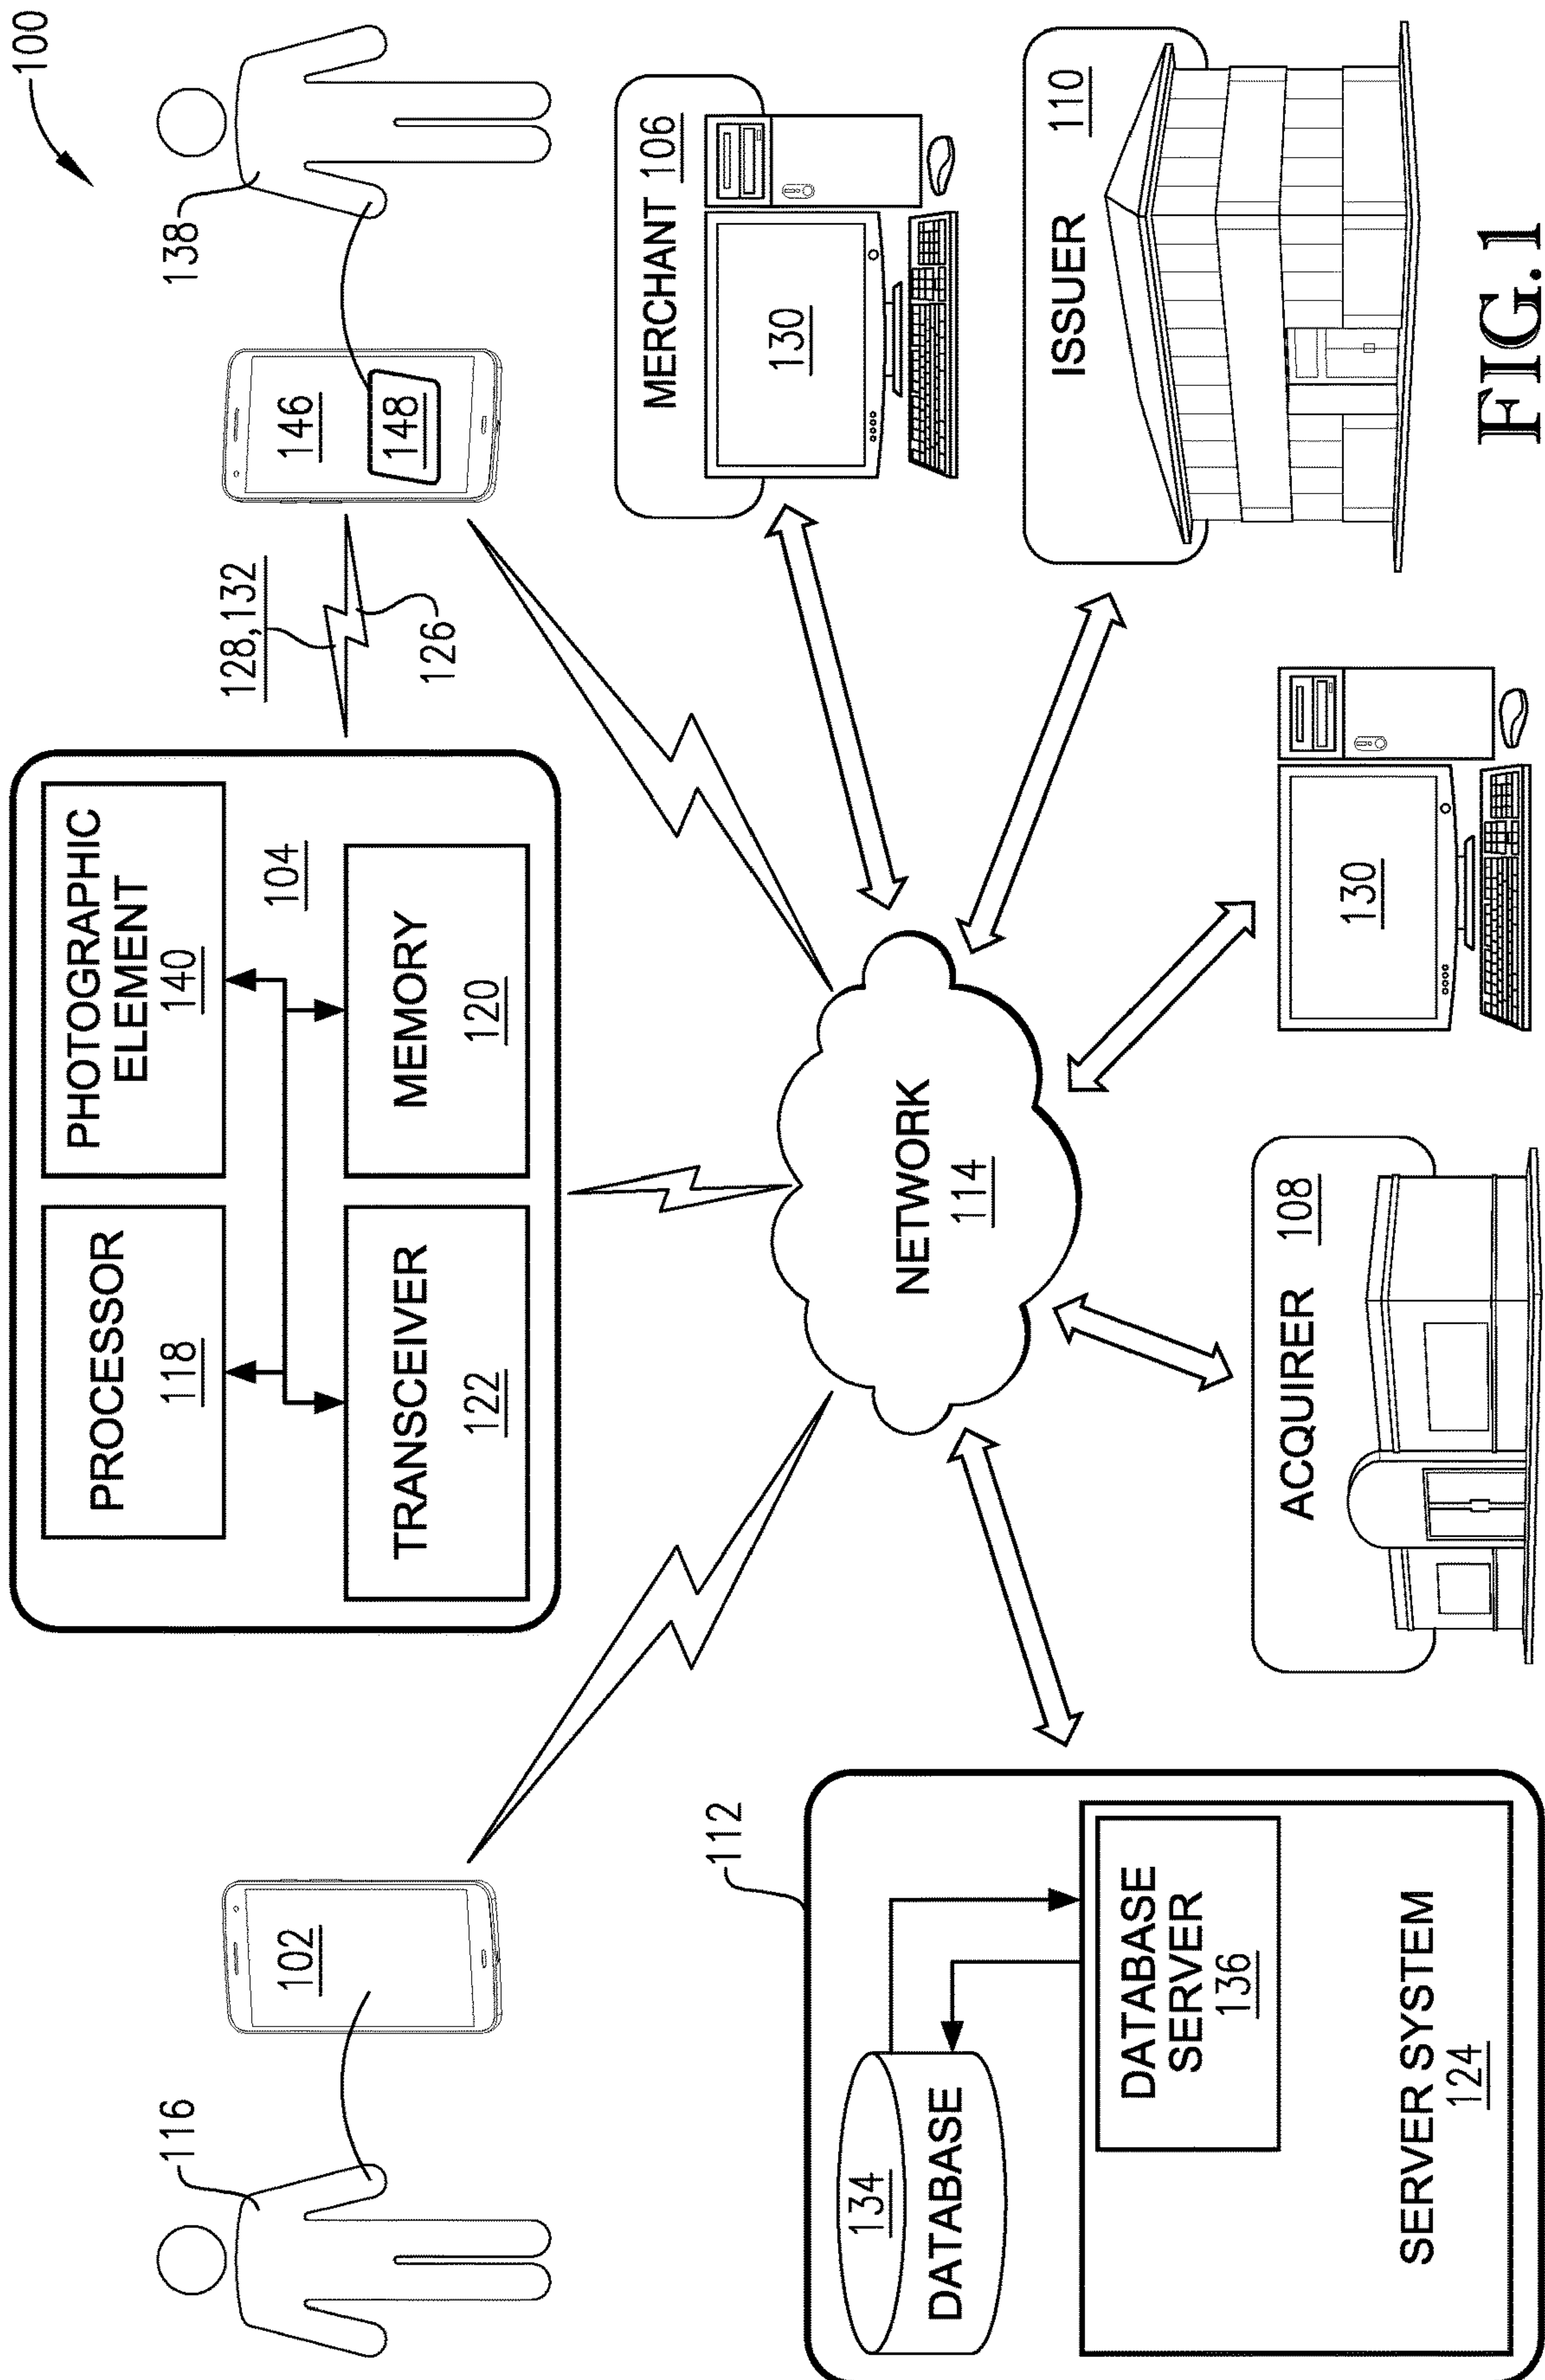 100
116
102
PROCESSOR
118
PHOTOGRAPHIC
ELEMENT
140
104
TRANSCEIVER
122
MEMORY
120
128,132
126
146
148
138
112
134
DATABASE
DATABASE
SERVER
136
SERVER SYSTEM
124
NETWORK
114
MERCHANT 106
130
ACQUIRER 108
130
ISSUER 110
FIG.1